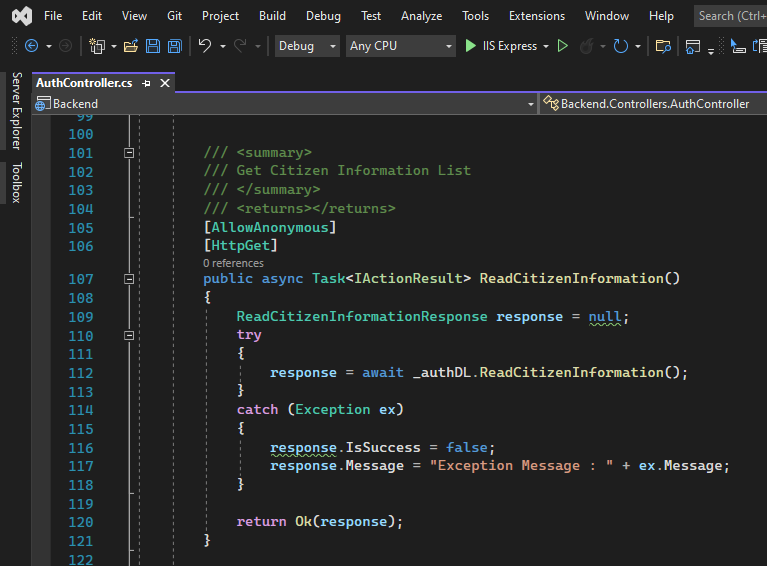 File Edit View Git Project Build Debug Test Analyze Tools Extensions Window Help Search (Ctrl+
Debug Any CPU IIS Express
Server Explorer
Toolbox
AuthController.cs
Backend Backend.Controllers.AuthController
99
100
101 /// <summary>
102 /// Get Citizen Information List
103 /// </summary>
104 /// <returns></returns>
105 [AllowAnonymous]
106 [HttpGet]
0 references
107 public async Task<IActionResult> ReadCitizenInformation()
108 {
109 ReadCitizenInformationResponse response = null;
110 try
111 {
112 response = await _authDL.ReadCitizenInformation();
113 }
114 catch (Exception ex)
115 {
116 response.IsSuccess = false;
117 response.Message = "Exception Message : " + ex.Message;
118 }
119
120 return Ok(response);
121 }
122